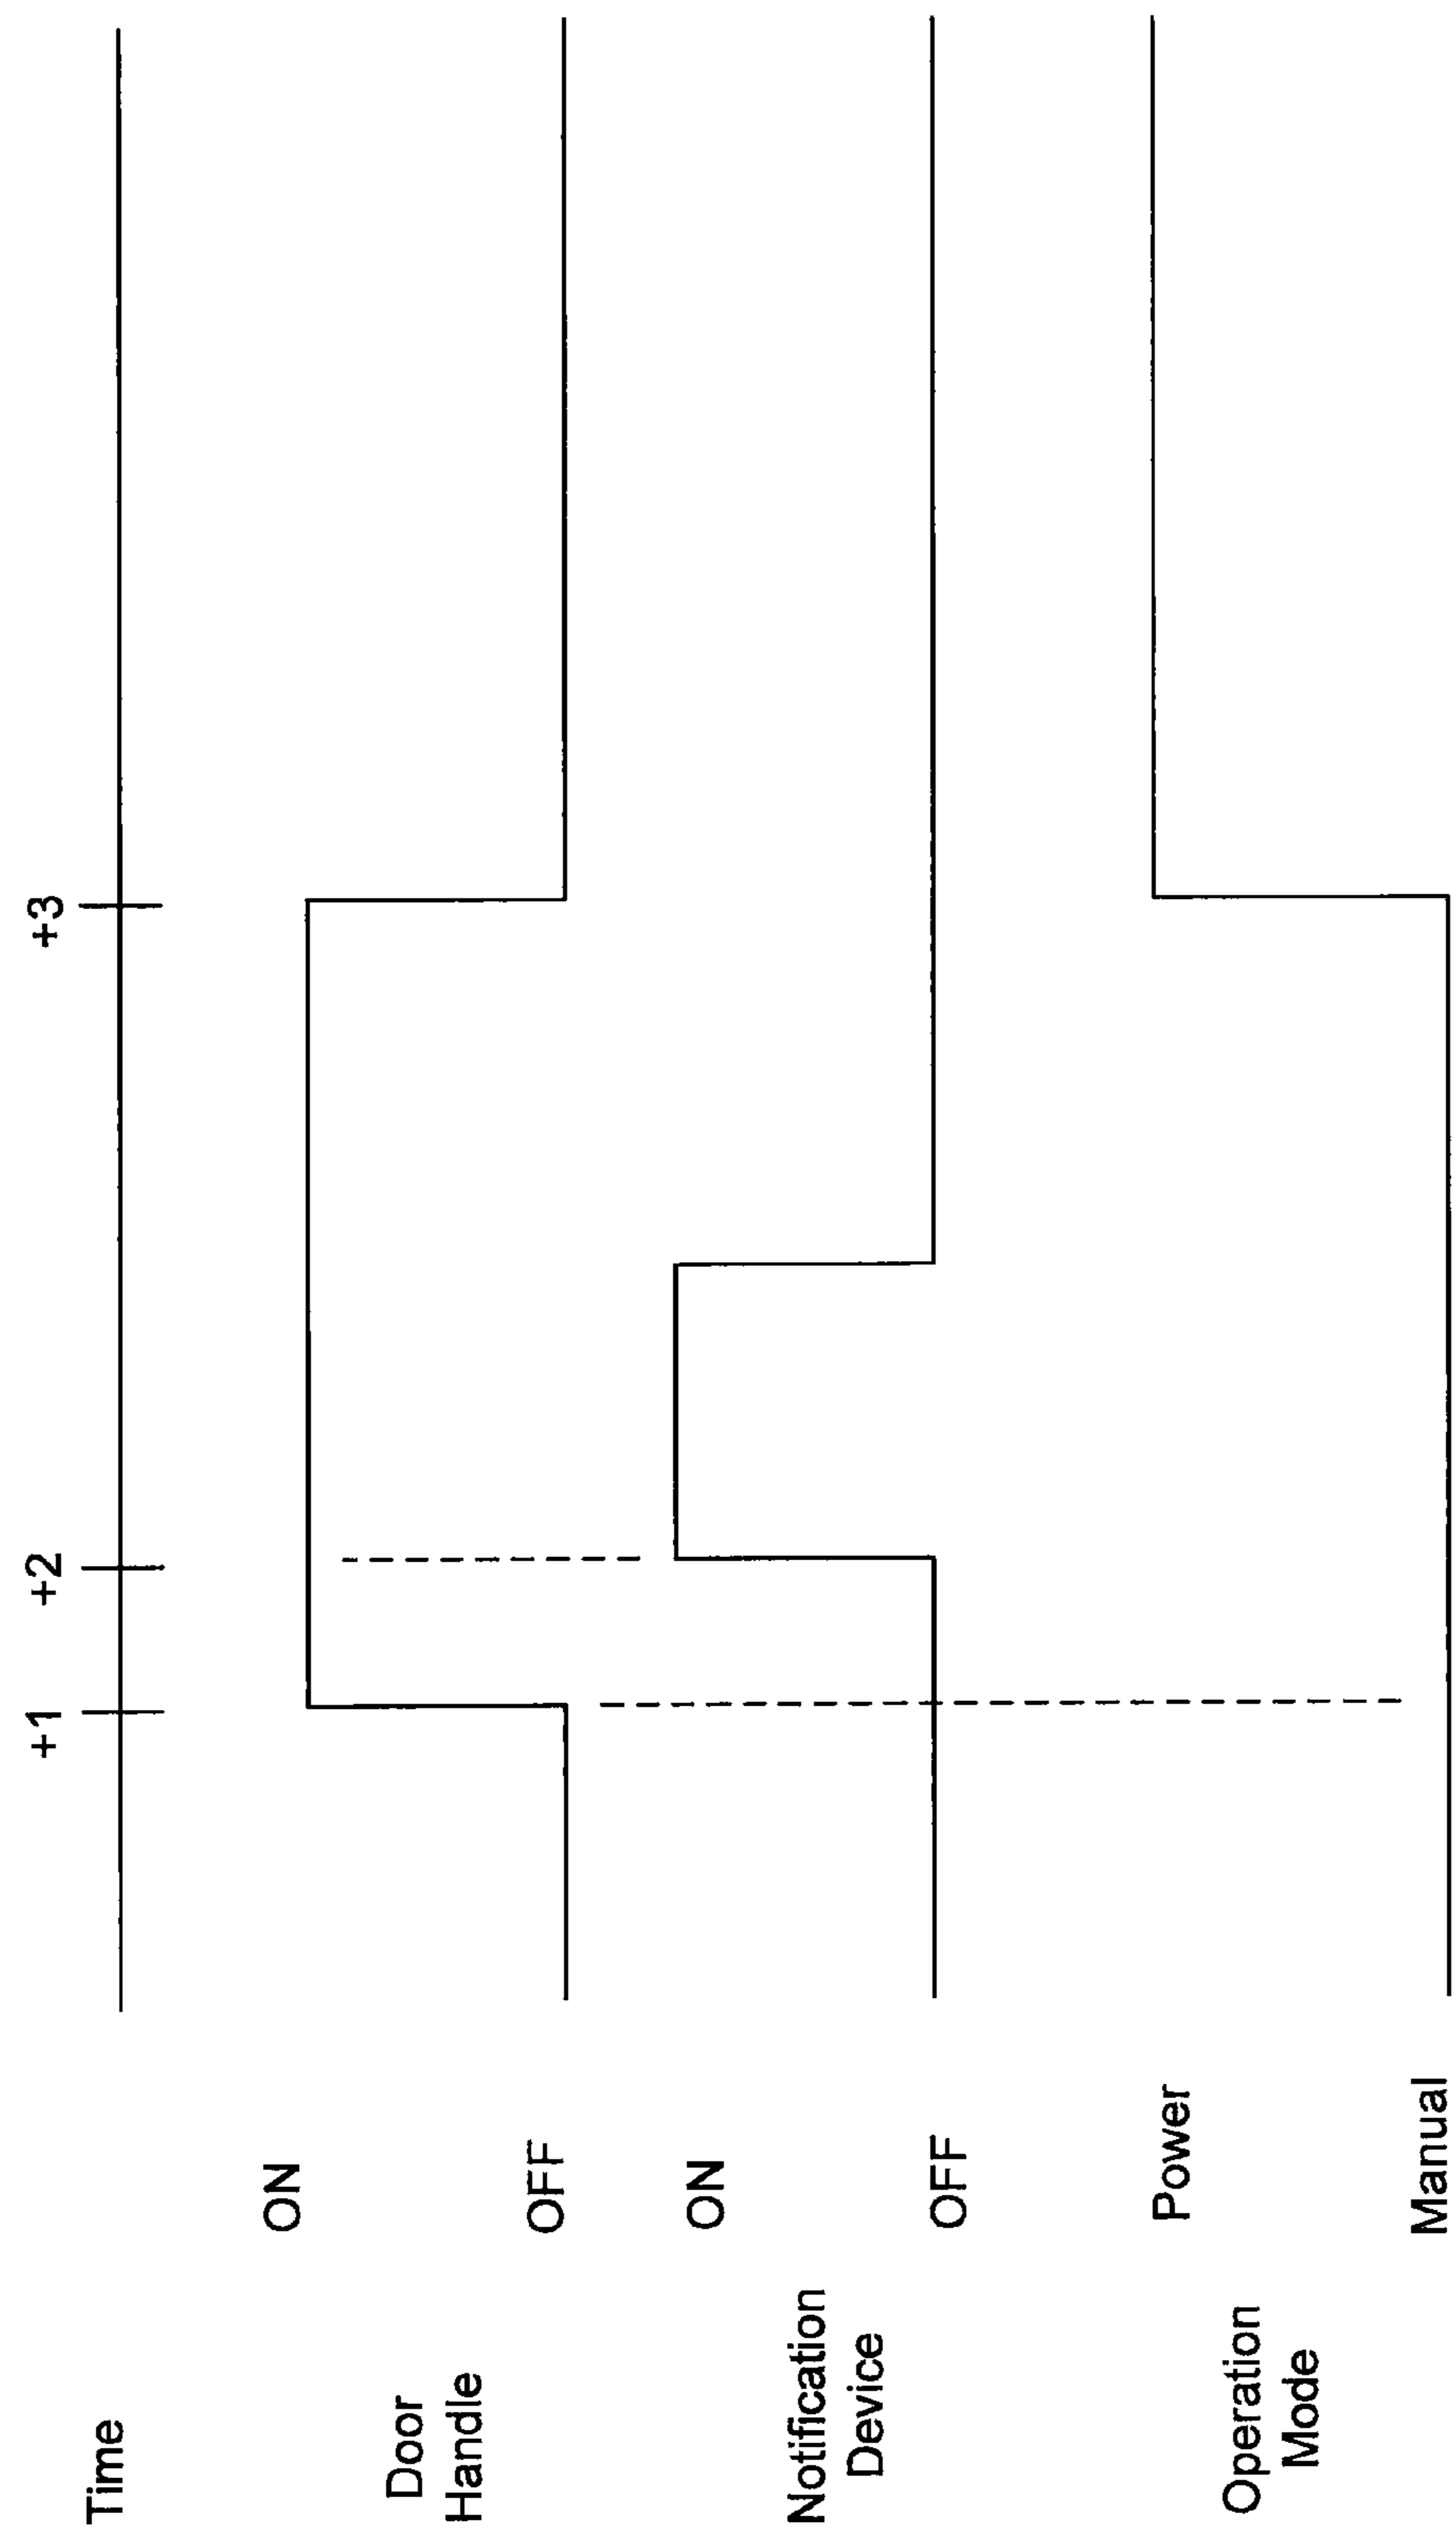 Time
+1
+2
+3
Door
Handle
ON
OFF
Notification
Device
ON
OFF
Operation
Mode
Power
Manual